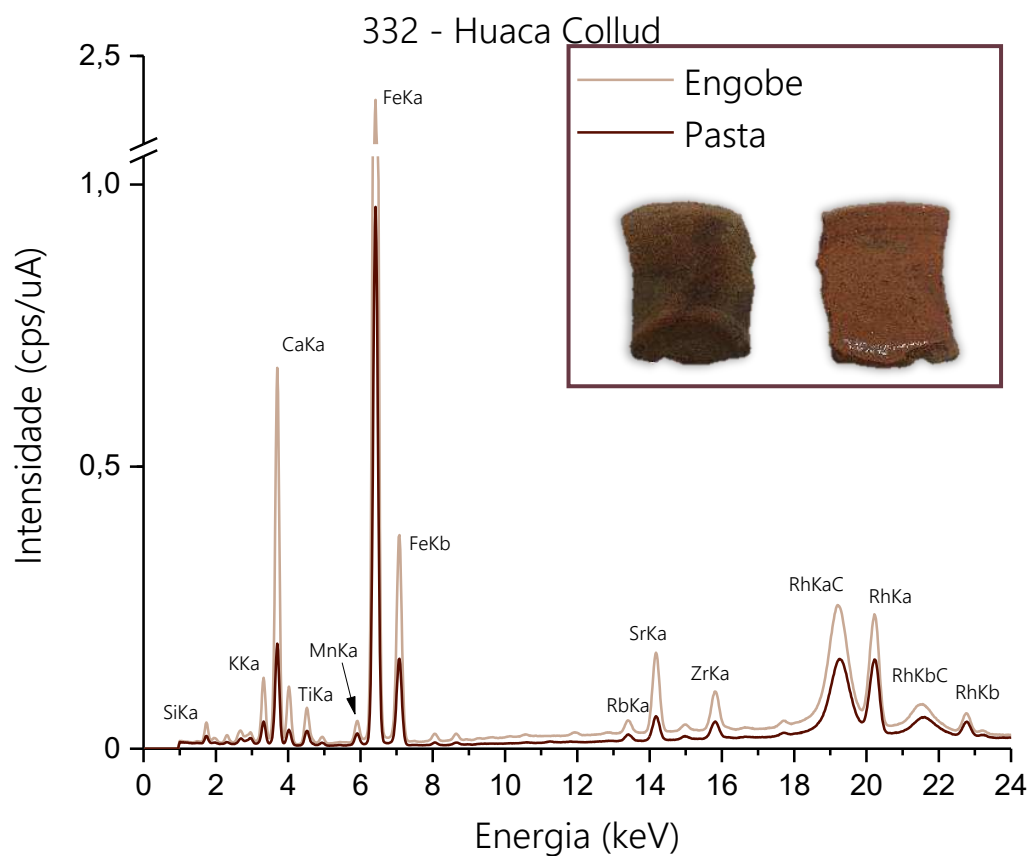 332 - Huaca Collud
2,5
FeKa
Engobe
Pasta
1,0
CaKa
0,5
FeKb
RhKaC
RhKa
SrKa
MnKa
KKa
ZrKa
RhKbC
RhKb
TiKa
RbKa
SiKa
0
0 2 4 6 8 10 12 14 16 18 20 22 24
Intensidade (cps/uA)
Energia (keV)